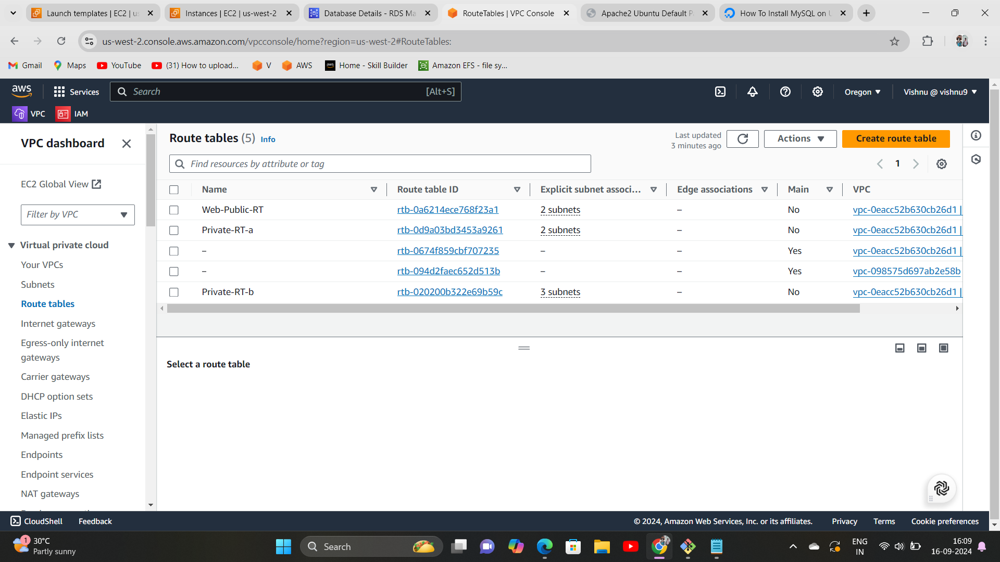 Launch templates | EC2 | us
Instances | EC2 | us-west-2
Database Details - RDS Ma
RouteTables | VPC Console
Apache2 Ubuntu Default P
How To Install MySQL on U
us-west-2.console.aws.amazon.com/vpcconsole/home?region=us-west-2#RouteTables:
Gmail
Maps
YouTube
(31) How to upload...
V
AWS
aws
Home - Skill Builder
Amazon EFS - file sy...
aws
Services
Search
[Alt+S]
Oregon
Vishnu @ vishnu9
VPC
IAM
VPC dashboard
EC2 Global View
Filter by VPC
Virtual private cloud
Your VPCs
Subnets
Route tables
Internet gateways
Egress-only internet
gateways
Carrier gateways
DHCP option sets
Elastic IPs
Managed prefix lists
Endpoints
Endpoint services
NAT gateways
Route tables (5) Info
Last updated
3 minutes ago
Actions
Create route table
Find resources by attribute or tag
1
Name Route table ID Explicit subnet associ... Edge associations Main VPC
Web-Public-RT rtb-0a6214ece768f23a1 2 subnets – No vpc-0eacc52b630cb26d1 |
Private-RT-a rtb-0d9a03bd3453a9261 2 subnets – No vpc-0eacc52b630cb26d1 |
– rtb-0674f859cbf707235 – – Yes vpc-0eacc52b630cb26d1 |
– rtb-094d2faec652d513b – – Yes vpc-098575d697ab2e58b
Private-RT-b rtb-020200b322e69b59c 3 subnets – No vpc-0eacc52b630cb26d1 |
Select a route table
CloudShell
Feedback
© 2024, Amazon Web Services, Inc. or its affiliates.
Privacy
Terms
Cookie preferences
1
30°C
Partly sunny
Search
ENG
IN
16:09
16-09-2024